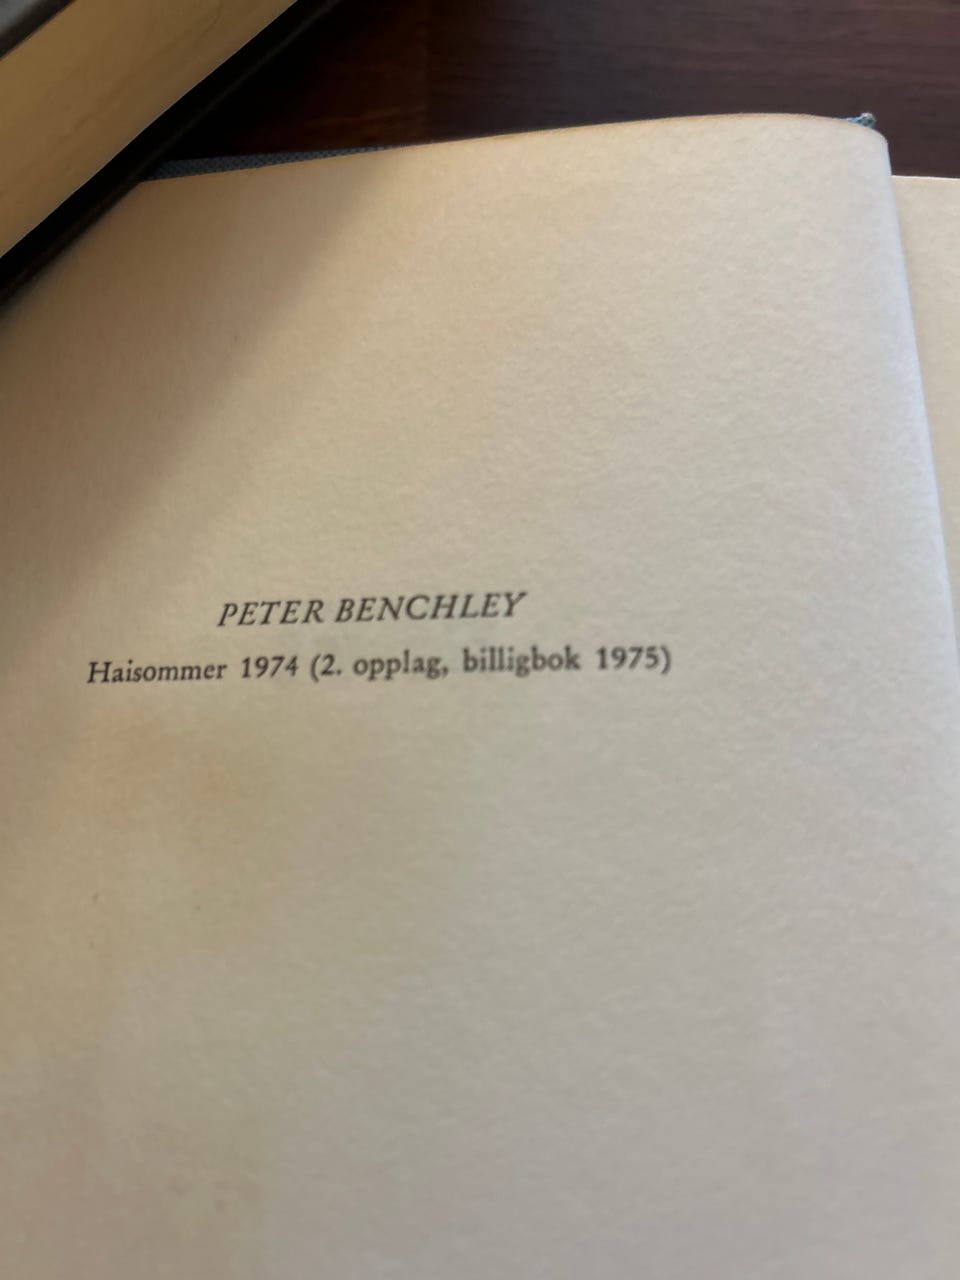 PETER BENCHLEY
Haisommer 1974 (2. opplag, billigbok 1975)